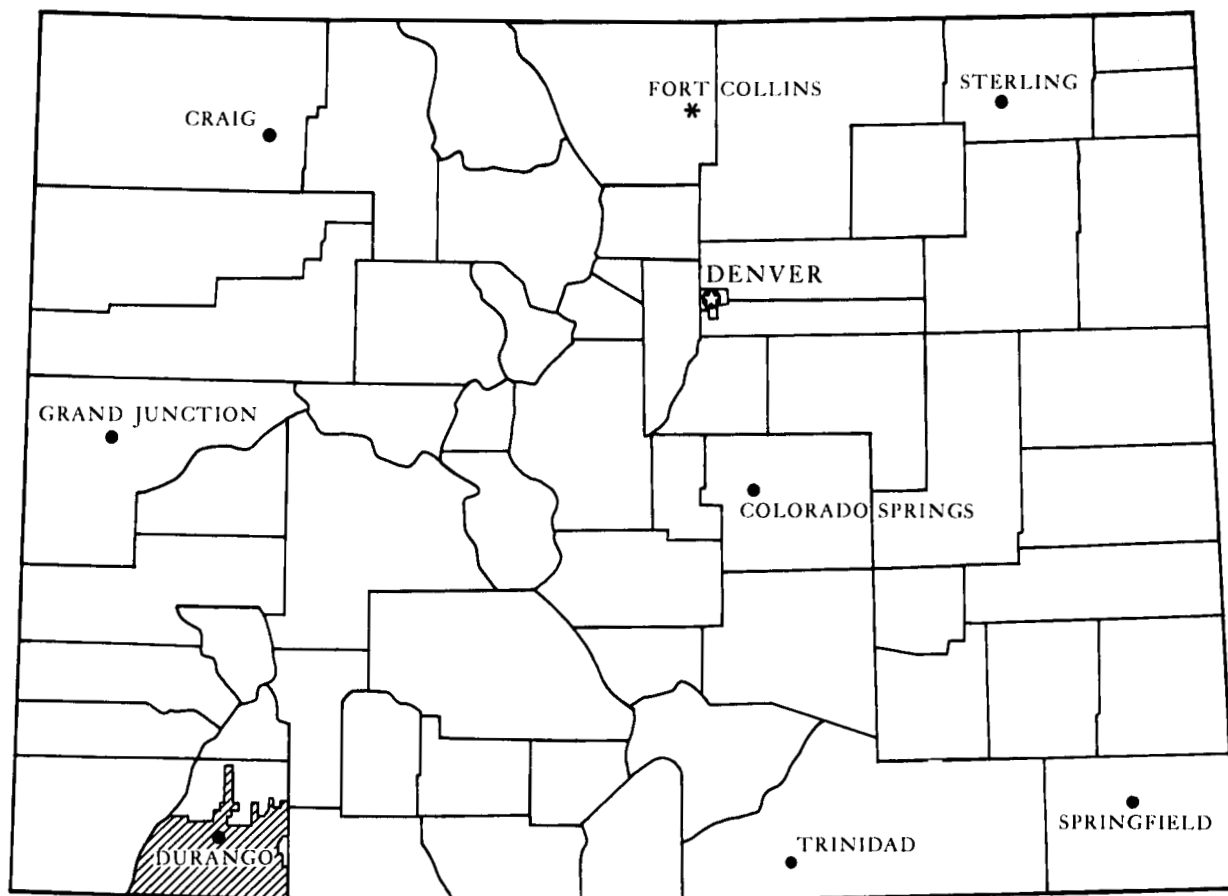 FORT COLLINS
STERLING
CRAIG
DENVER
GRAND JUNCTION
COLORADO SPRINGS
DURANGO
TRINIDAD
SPRINGFIELD